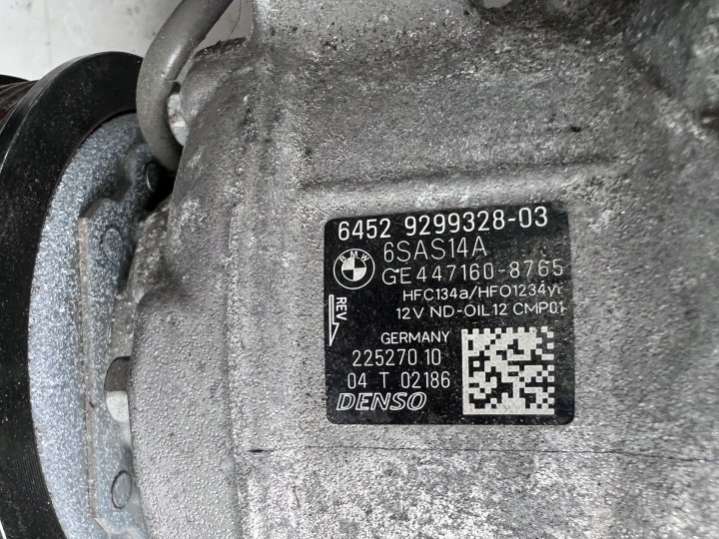 6452 9299328-03
6SAS14A
BMW
GE447160-8765
HFC134a/HFO1234yf
REV
12V ND-OIL12 CMP01
GERMANY
225270 10
04 T 02186
DENSO